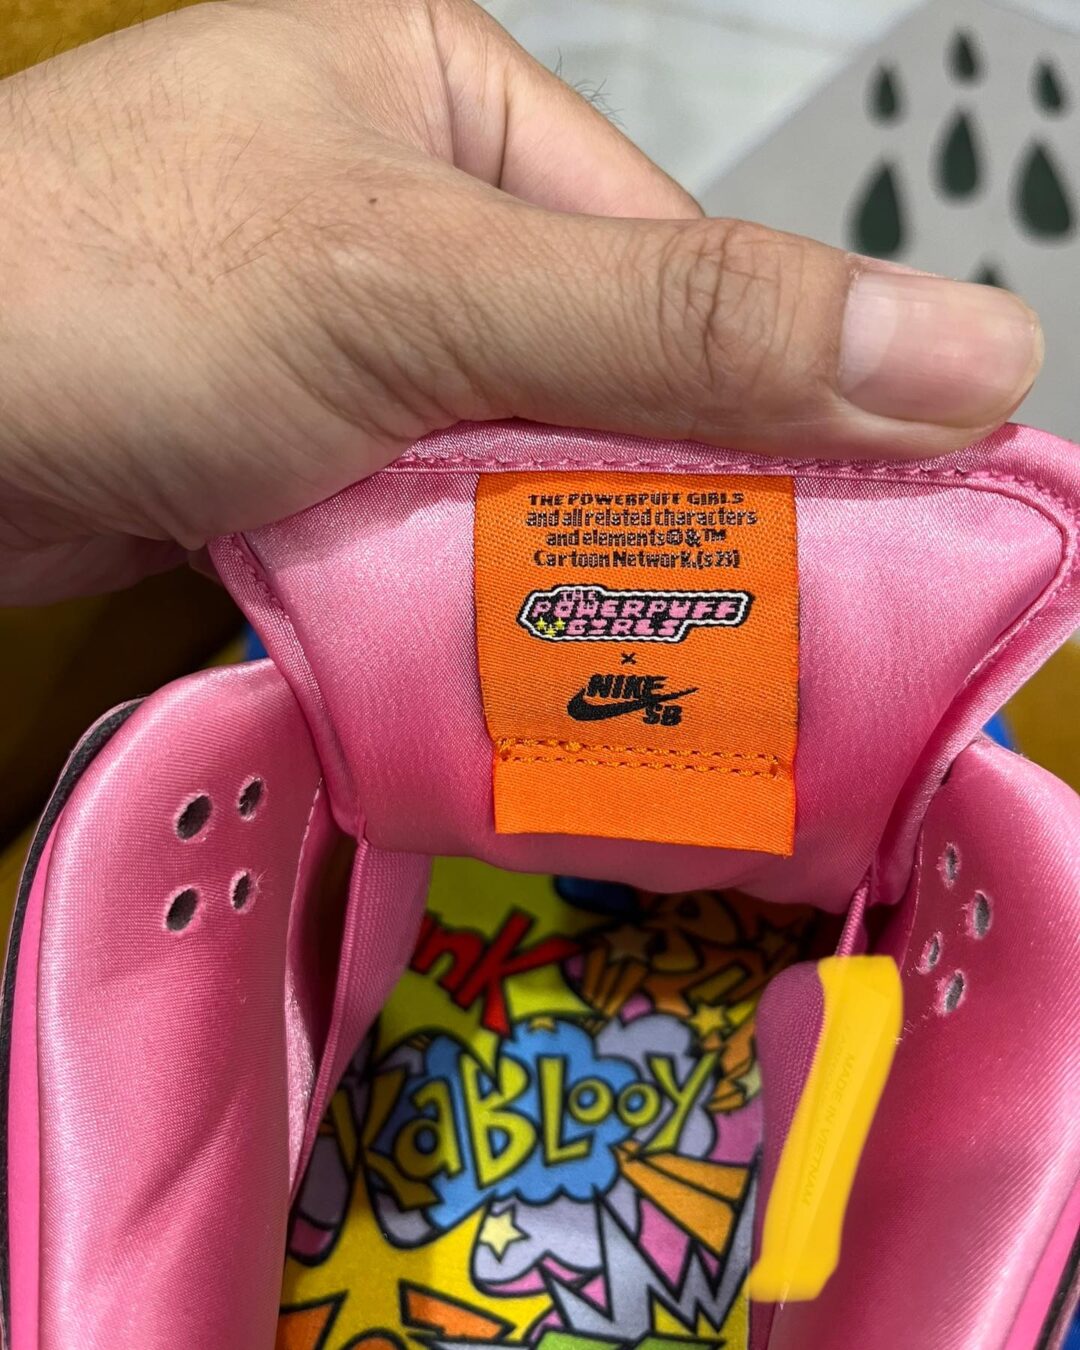 THE POWERPUFF GIRLS
and all related characters
and elements©&™
Cartoon Network.(s23)
THE
POWERPUFF
GIRLS
×
NIKE
SB
KaBLooY
MADE IN VIETNAM